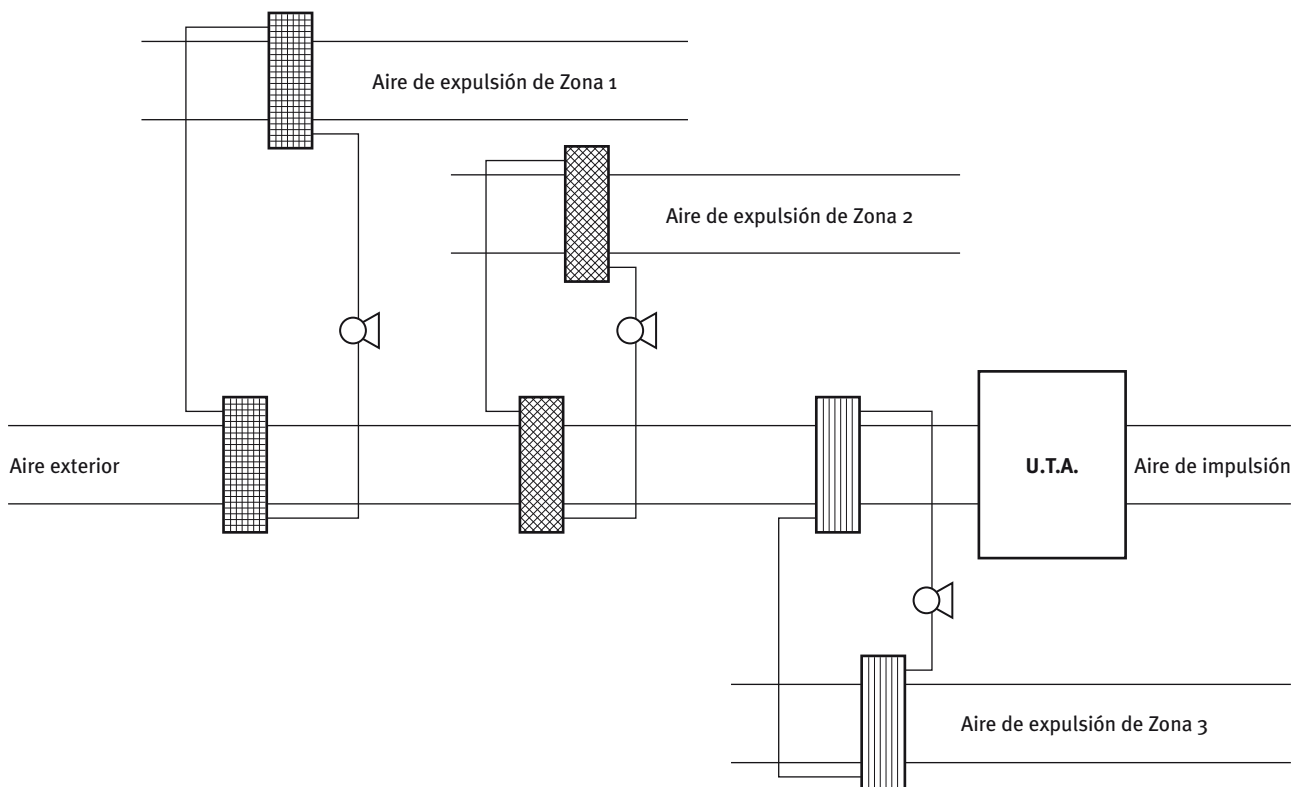 Aire de expulsión de Zona 1
Aire de expulsión de Zona 2
Aire exterior
U.T.A.
Aire de impulsión
Aire de expulsión de Zona 3